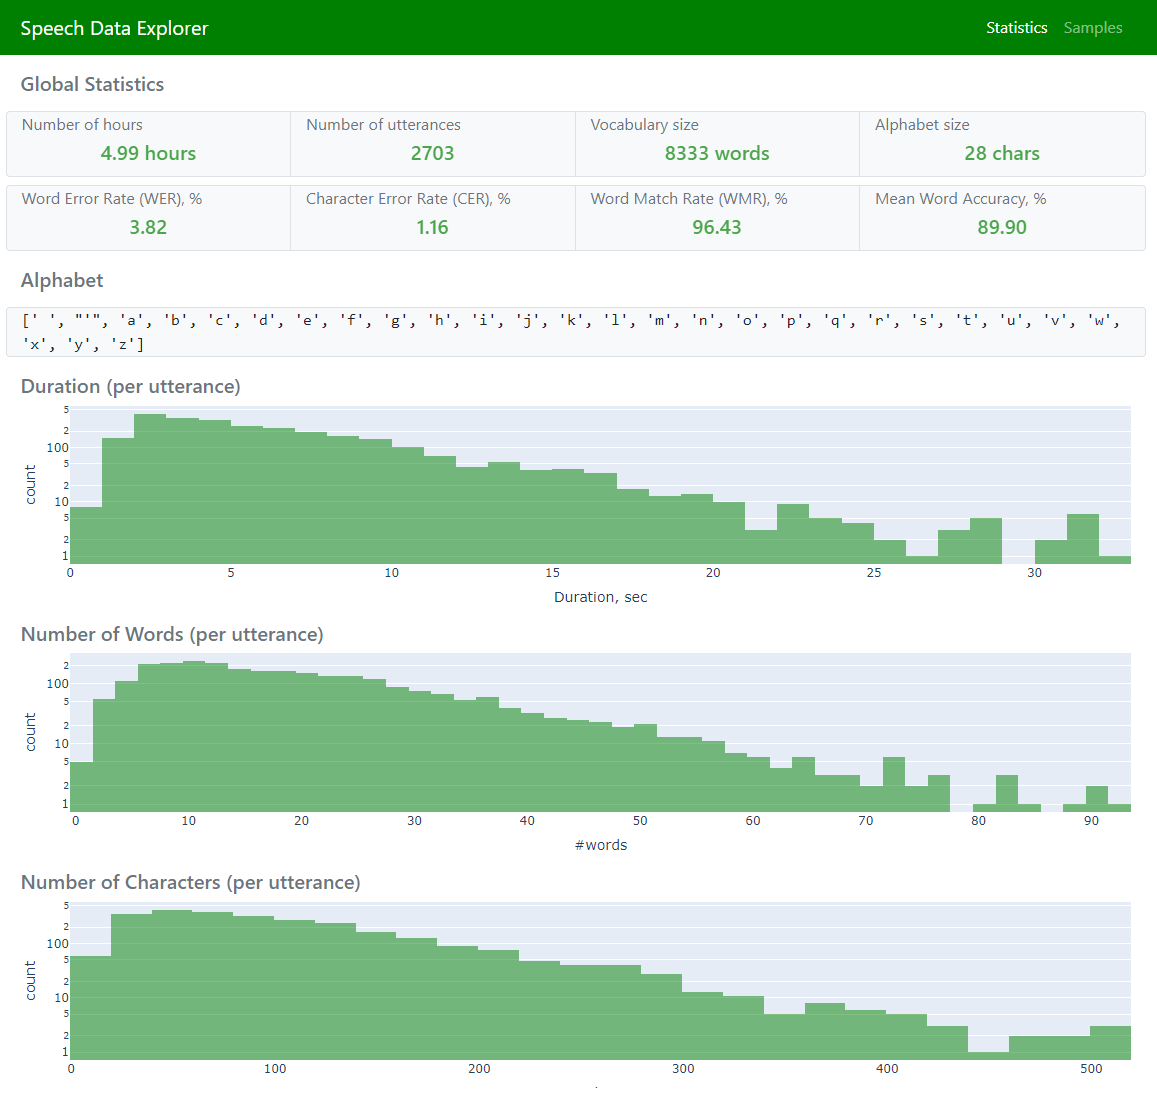 Speech Data Explorer Statistics Samples
Global Statistics
Number of hours Number of utterances Vocabulary size Alphabet size
4.99 hours 2703 8333 words 28 chars
Word Error Rate (WER), % Character Error Rate (CER), % Word Match Rate (WMR), % Mean Word Accuracy, %
3.82 1.16 96.43 89.90
Alphabet
[' ', "'", 'a', 'b', 'c', 'd', 'e', 'f', 'g', 'h', 'i', 'j', 'k', 'l', 'm', 'n', 'o', 'p', 'q', 'r', 's', 't', 'u', 'v', 'w',
'x', 'y', 'z']
Duration (per utterance)
5
2
100
5
2
10
5
2
1
count
0 5 10 15 20 25 30
Duration, sec
Number of Words (per utterance)
2
100
5
2
10
5
2
1
count
0 10 20 30 40 50 60 70 80 90
#words
Number of Characters (per utterance)
5
2
100
5
2
10
5
2
1
count
0 100 200 300 400 500